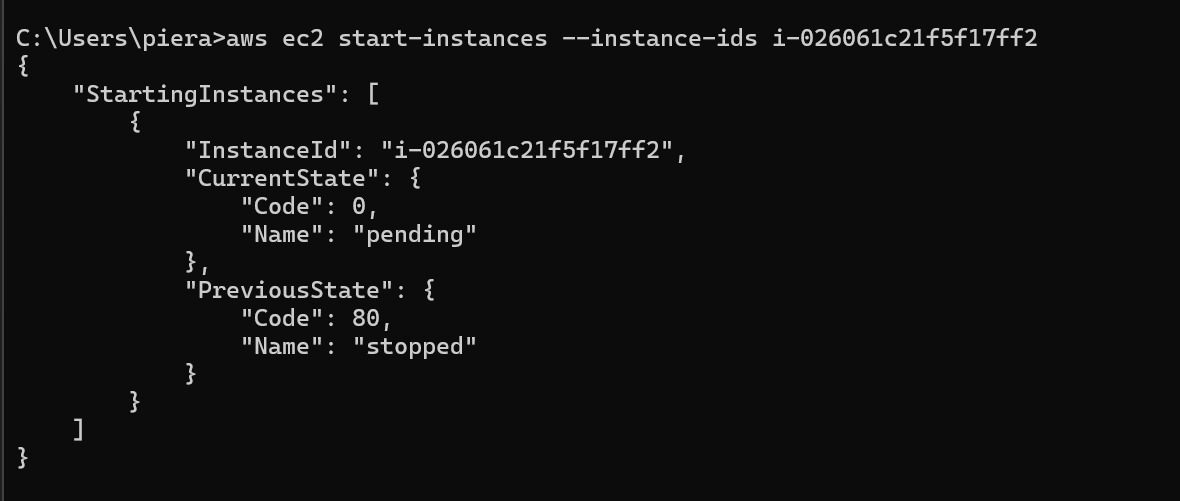 C:\Users\piera>aws ec2 start-instances --instance-ids i-026061c21f5f17ff2
{
    "StartingInstances": [
        {
            "InstanceId": "i-026061c21f5f17ff2",
            "CurrentState": {
                "Code": 0,
                "Name": "pending"
            },
            "PreviousState": {
                "Code": 80,
                "Name": "stopped"
            }
        }
    ]
}